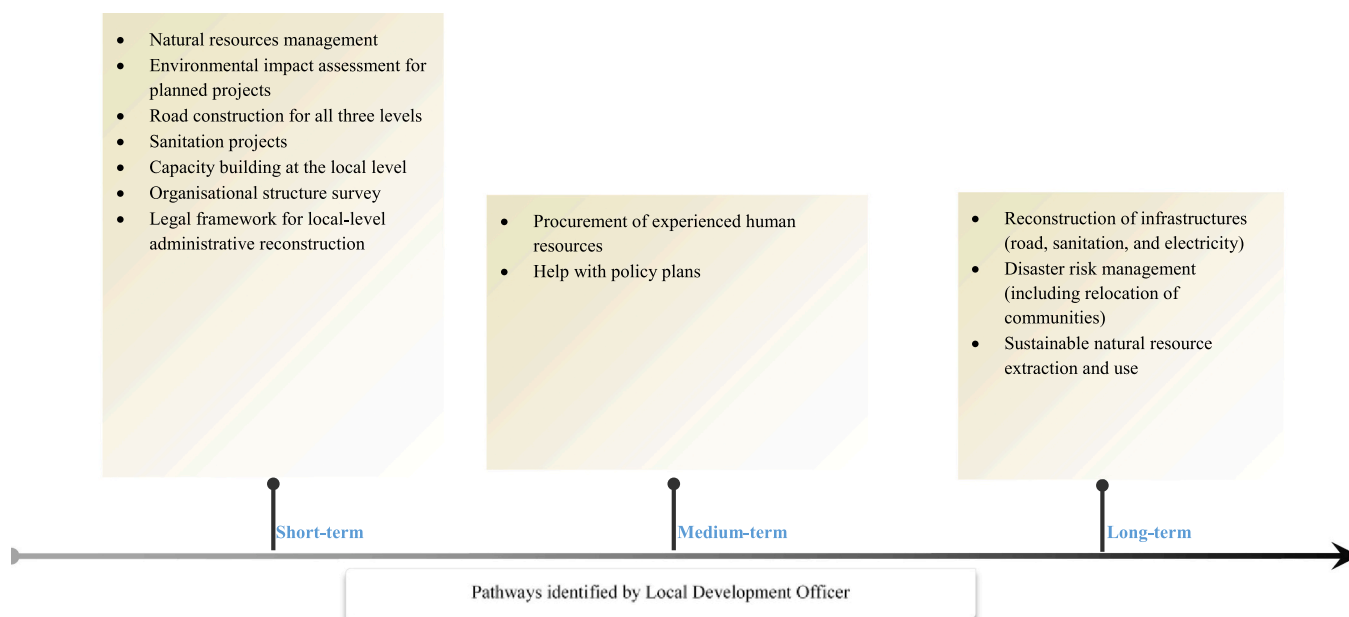 • Natural resources management
• Environmental impact assessment for
planned projects
• Road construction for all three levels
• Sanitation projects
• Capacity building at the local level
• Organisational structure survey
• Legal framework for local-level
administrative reconstruction
• Procurement of experienced human
resources
• Help with policy plans
• Reconstruction of infrastructures
(road, sanitation, and electricity)
• Disaster risk management
(including relocation of
communities)
• Sustainable natural resource
extraction and use
Short-term
Medium-term
Long-term
Pathways identified by Local Development Officer